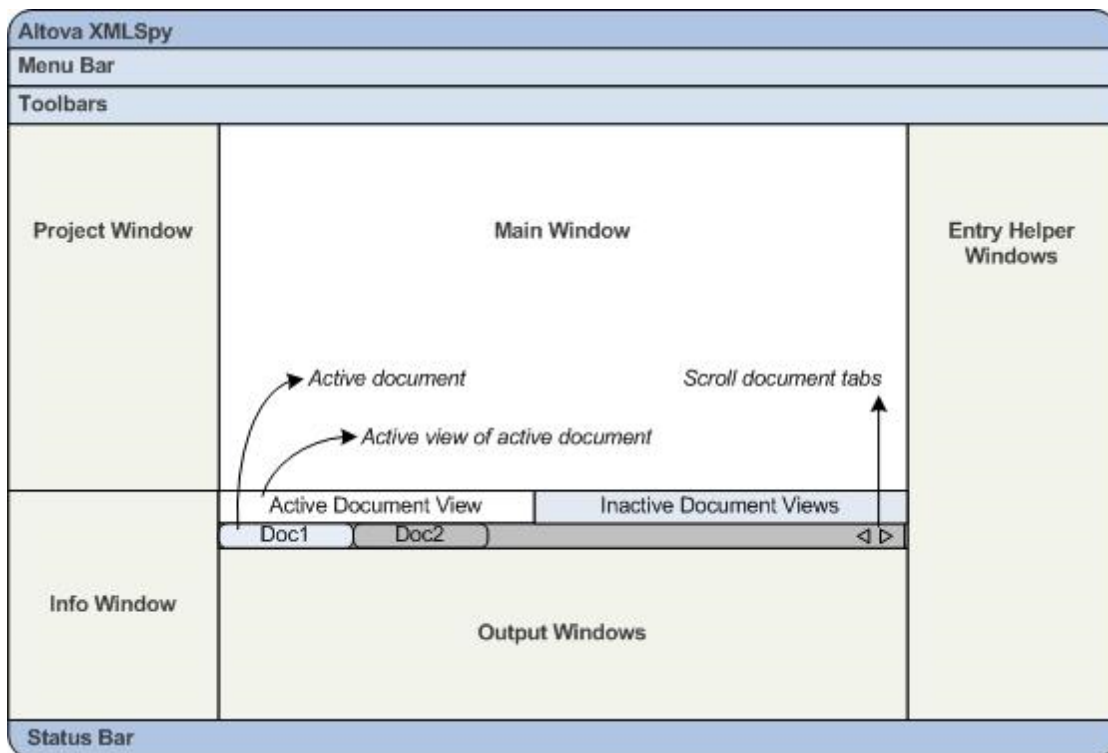 Altova XMLSpy
Menu Bar
Toolbars
Project Window
Main Window
Entry Helper
Windows
Active document
Scroll document tabs
Active view of active document
Active Document View
Inactive Document Views
Doc1
Doc2
Info Window
Output Windows
Status Bar